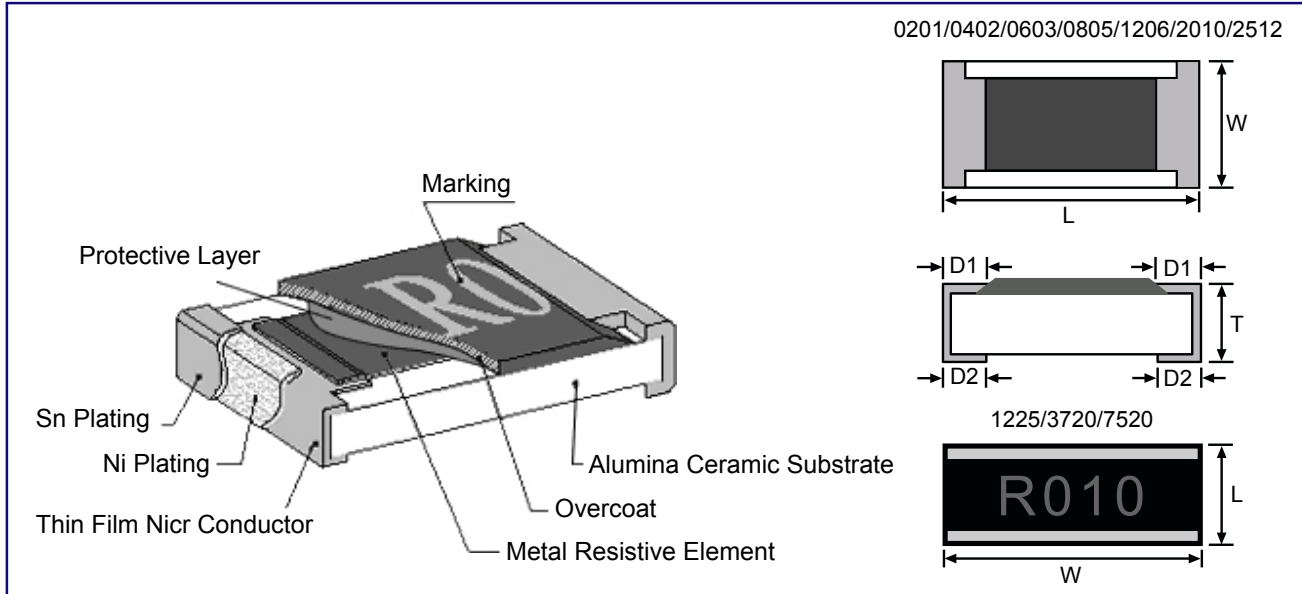 0201/0402/0603/0805/1206/2010/2512
W
L
Marking
Protective Layer
R0
D1
D1
T
D2
D2
Sn Plating
Ni Plating
Thin Film Nicr Conductor
Alumina Ceramic Substrate
Overcoat
Metal Resistive Element
1225/3720/7520
R010
L
W